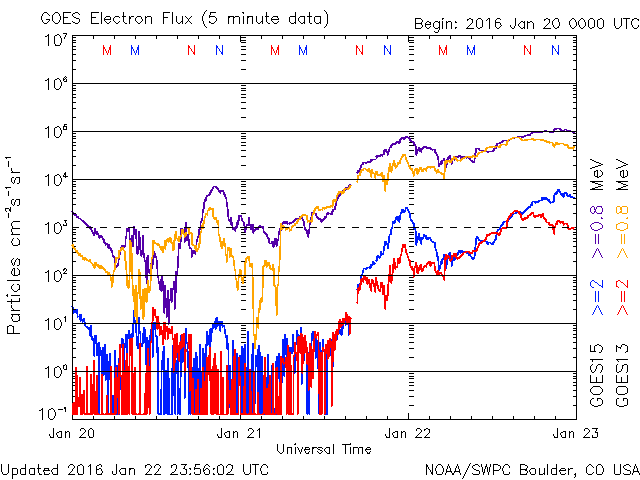 GOES Electron Flux (5 minute data)
Begin: 2016 Jan 20 0000 UTC
M M N N M M N N M M N N
10⁷
10⁶
10⁵
10⁴
10³
10²
10¹
10⁰
10⁻¹
Particles cm⁻²s⁻¹sr⁻¹
GOES15 >=2 >=0.8 MeV
GOES13 >=2 >=0.8 MeV
Jan 20 Jan 21 Jan 22 Jan 23
Universal Time
Updated 2016 Jan 22 23:56:02 UTC
NOAA/SWPC Boulder, CO USA